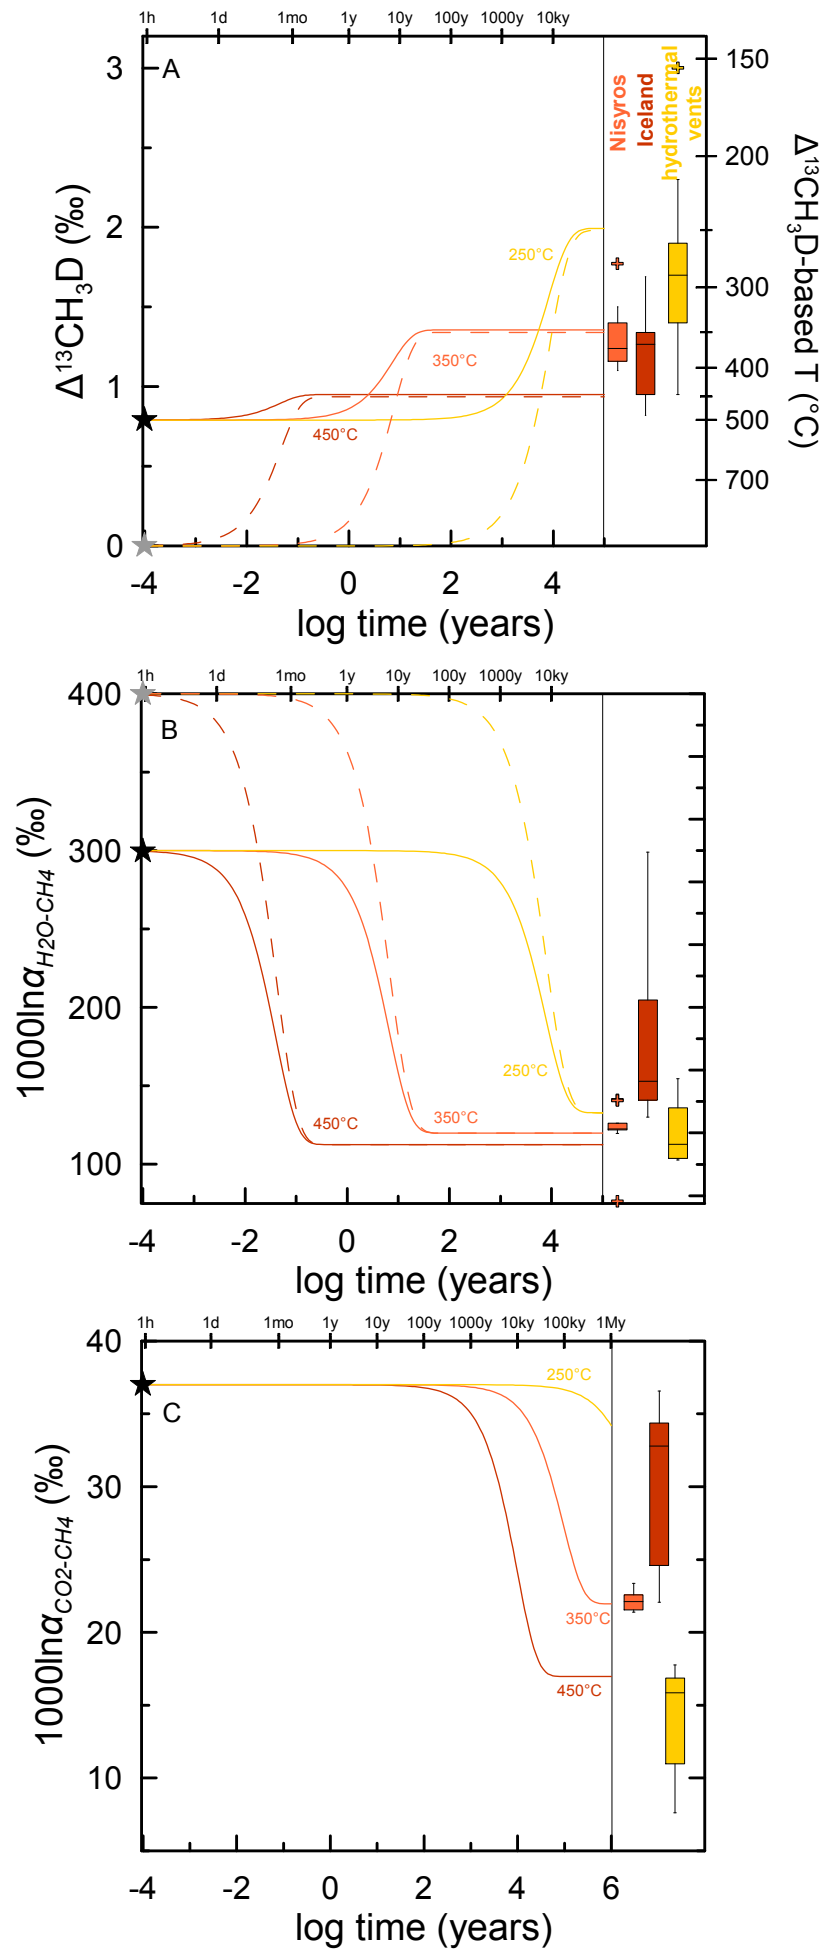 1h 1d 1mo 1y 10y 100y 1000y 10ky
A
3
2
1
0
Δ¹³CH₃D (‰)
250°C
350°C
450°C
Nisyros
Iceland
hydrothermal
vents
150
200
300
400
500
700
Δ¹³CH₃D-based T (°C)
-4 -2 0 2 4
log time (years)
1h 1d 1mo 1y 10y 100y 1000y 10ky
B
400
300
200
100
1000lnα H2O-CH4 (‰)
250°C
350°C
450°C
-4 -2 0 2 4
log time (years)
1h 1d 1mo 1y 10y 100y 1000y 10ky 100ky 1My
C
40
30
20
10
1000lnα CO2-CH4 (‰)
250°C
350°C
450°C
-4 -2 0 2 4 6
log time (years)